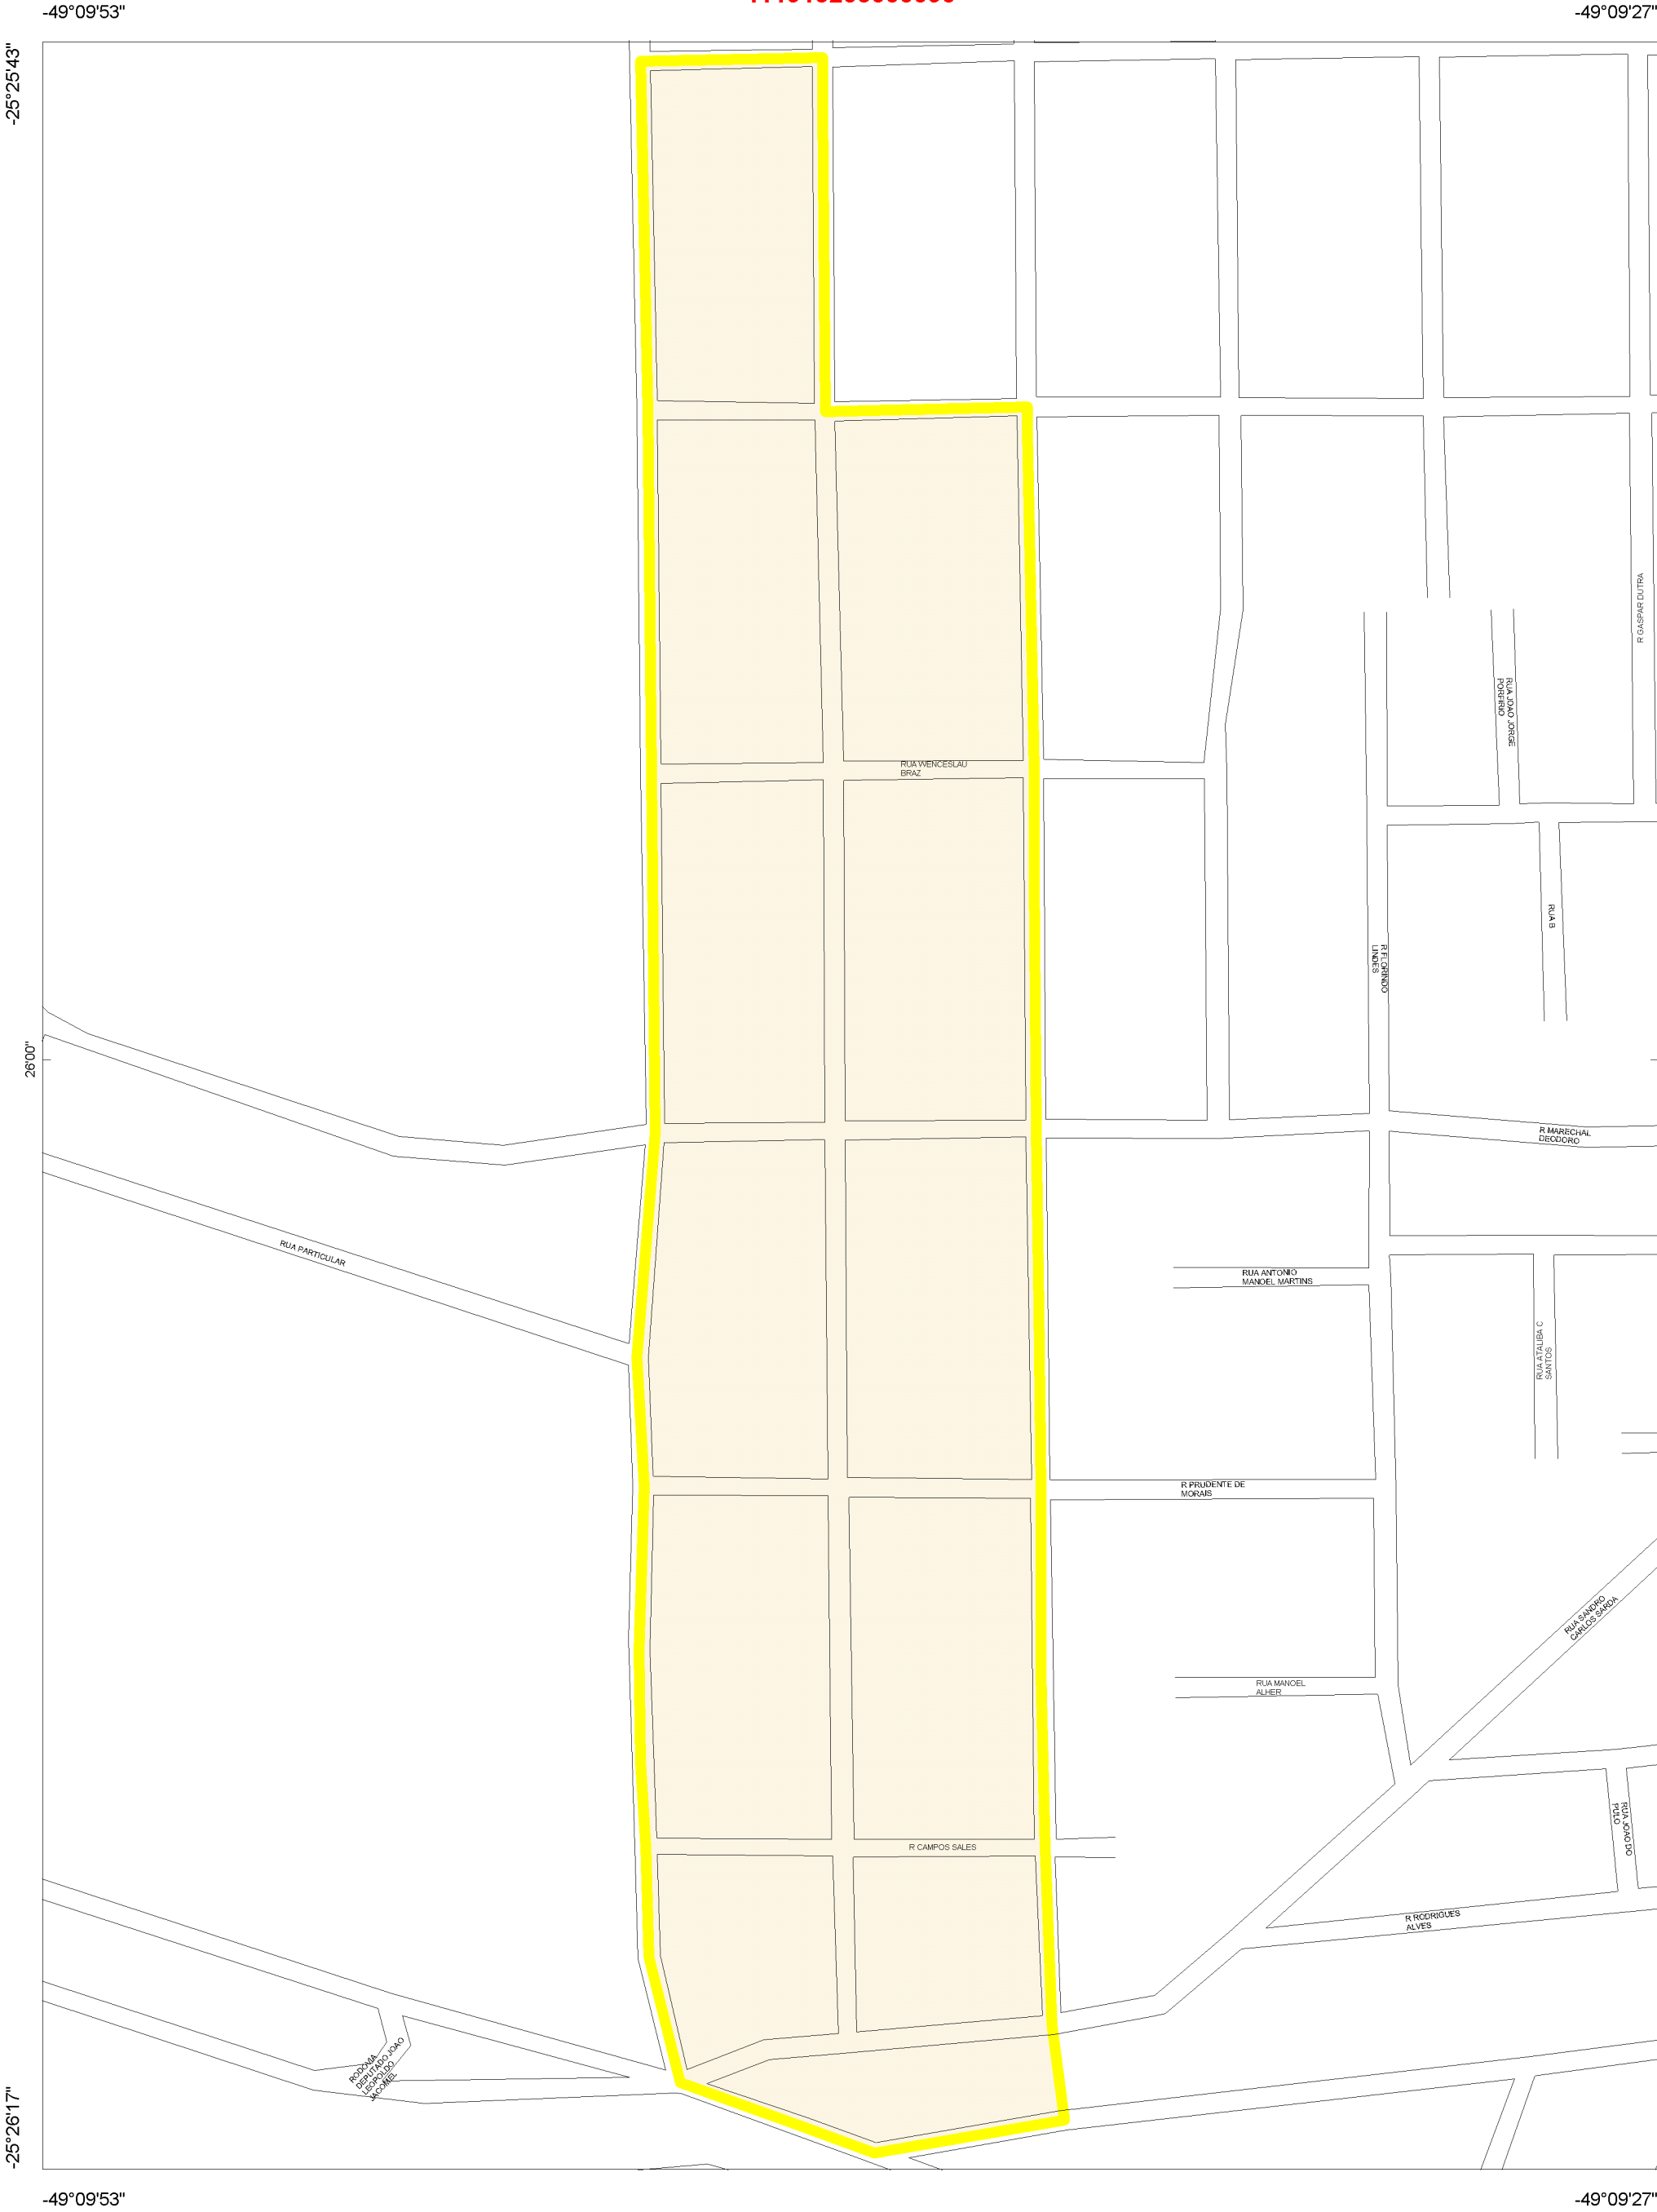 -49°09'53"
-49°09'27"
-25°25'43"
R GASPAR DUTRA
RUA JOAO JORGE
PORFIRIO
RUA WENCESLAU
BRAZ
RUA B
R FLORINDO
LINDES
26'00"
R MARECHAL
DEODORO
RUA PARTICULAR
RUA ANTONIO
MANOEL MARTINS
RUA ATALIBA C
SANTOS
R PRUDENTE DE
MORAIS
RUA SANDRO
CARLOS SARDA
RUA MANOEL
ALHER
RUA JOAO DO
PULO
R CAMPOS SALES
R RODRIGUES
ALVES
RODOVIA
DEPUTADO JOAO
LEOPOLDO
JACOMEL
-25°26'17"
-49°09'53"
-49°09'27"